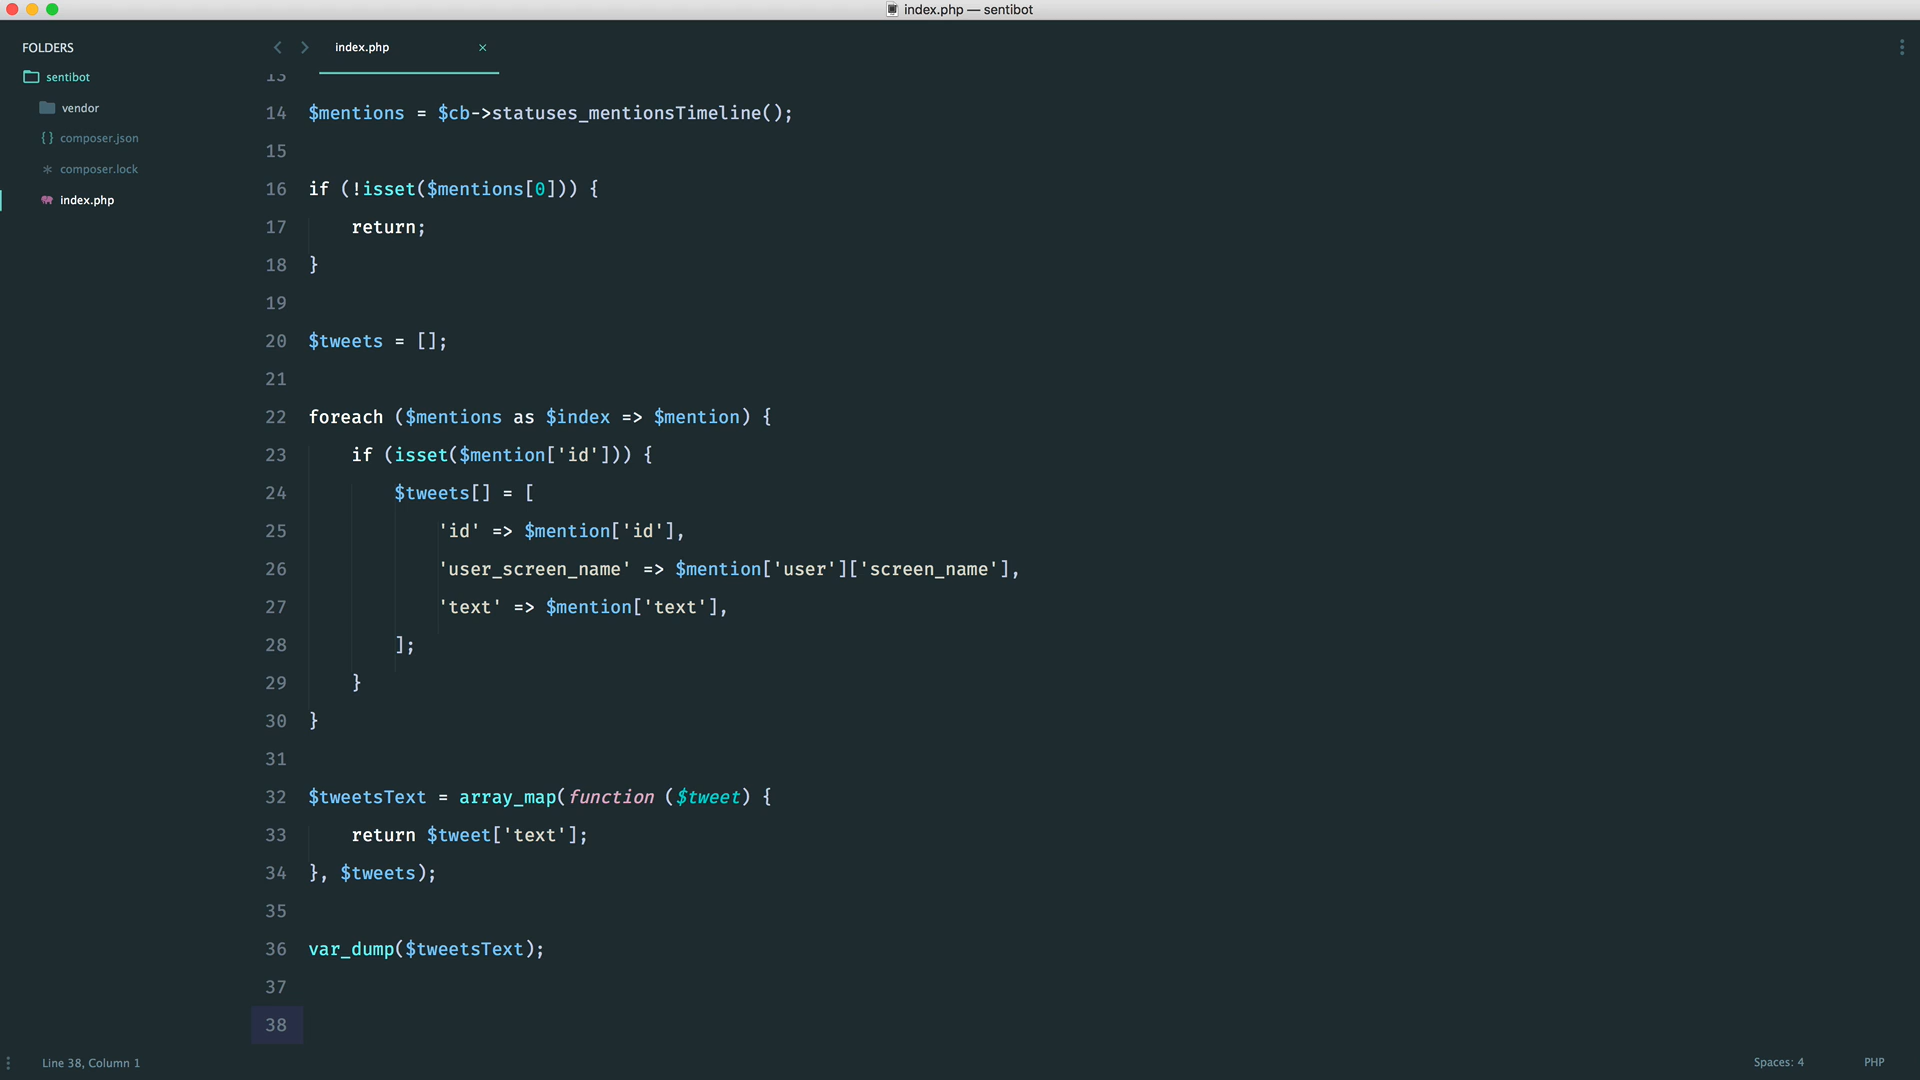 index.php — sentibot
FOLDERS
sentibot
vendor
{ } composer.json
* composer.lock
index.php
index.php ×
13
14 $mentions = $cb->statuses_mentionsTimeline();
15
16 if (!isset($mentions[0])) {
17     return;
18 }
19
20 $tweets = [];
21
22 foreach ($mentions as $index => $mention) {
23     if (isset($mention['id'])) {
24         $tweets[] = [
25             'id' => $mention['id'],
26             'user_screen_name' => $mention['user']['screen_name'],
27             'text' => $mention['text'],
28         ];
29     }
30 }
31
32 $tweetsText = array_map(function ($tweet) {
33     return $tweet['text'];
34 }, $tweets);
35
36 var_dump($tweetsText);
37
38
Line 38, Column 1
Spaces: 4
PHP